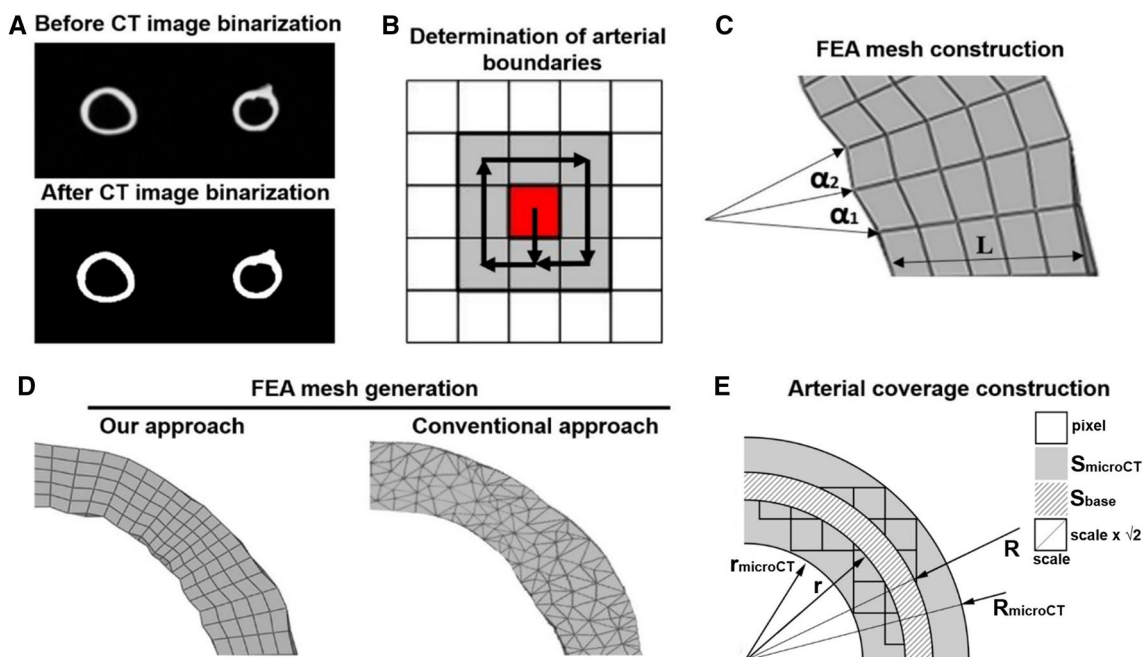 A
Before CT image binarization
After CT image binarization
B
Determination of arterial
boundaries
C
FEA mesh construction
α2
α1
L
D
FEA mesh generation
Our approach
Conventional approach
E
Arterial coverage construction
pixel
SmicroCT
Sbase
scale x √2
scale
R
rmicroCT
r
RmicroCT